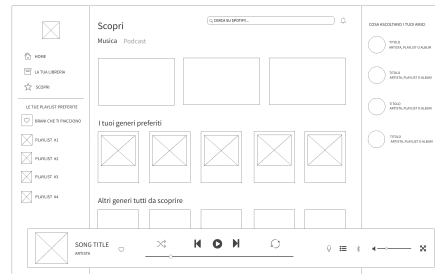 HOME
LA TUA LIBRERIA
SCOPRI
LE TUE PLAYLIST PREFERITE
BRANI CHE TI PIACCIONO
PLAYLIST #1
PLAYLIST #2
PLAYLIST #3
PLAYLIST #4
Scopri
CERCA SU SPOTIFY...
Musica Podcast
I tuoi generi preferiti
Altri generi tutti da scoprire
COSA ASCOLTANO I TUOI AMICI
TITOLO
ARTISTA, PLAYLIST O ALBUM
TITOLO
ARTISTA, PLAYLIST O ALBUM
TITOLO
ARTISTA, PLAYLIST O ALBUM
TITOLO
ARTISTA, PLAYLIST O ALBUM
SONG TITLE
ARTISTA